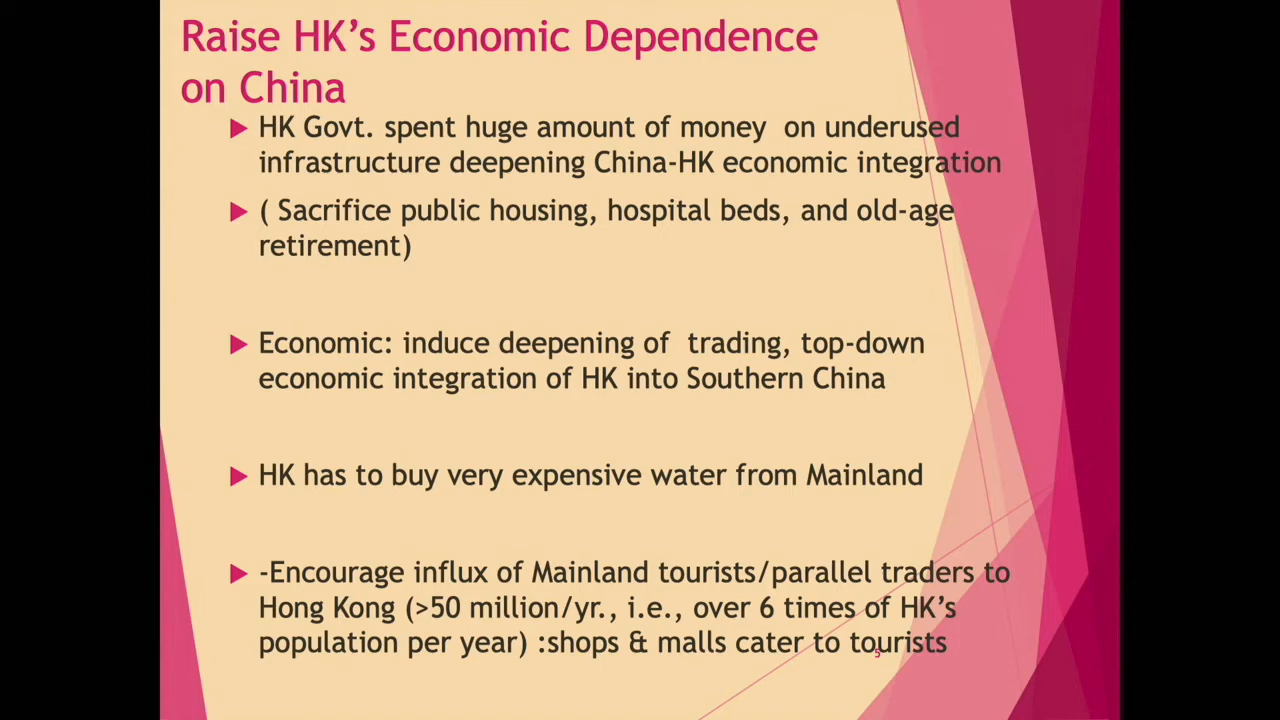 Raise HK’s Economic Dependence
on China
HK Govt. spent huge amount of money on underused
infrastructure deepening China-HK economic integration
( Sacrifice public housing, hospital beds, and old-age
retirement)
Economic: induce deepening of trading, top-down
economic integration of HK into Southern China
HK has to buy very expensive water from Mainland
-Encourage influx of Mainland tourists/parallel traders to
Hong Kong (>50 million/yr., i.e., over 6 times of HK’s
population per year) :shops & malls cater to tourists
5